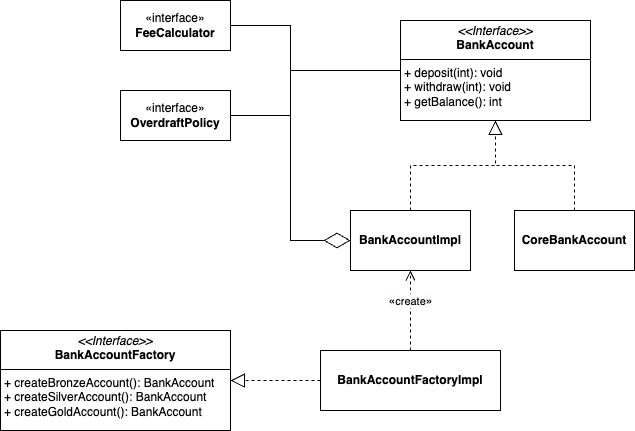 «interface»
FeeCalculator
<<Interface>>
BankAccount
+ deposit(int): void
+ withdraw(int): void
+ getBalance(): int
«interface»
OverdraftPolicy
BankAccountImpl
CoreBankAccount
«create»
<<Interface>>
BankAccountFactory
+ createBronzeAccount(): BankAccount
+ createSilverAccount(): BankAccount
+ createGoldAccount(): BankAccount
BankAccountFactoryImpl